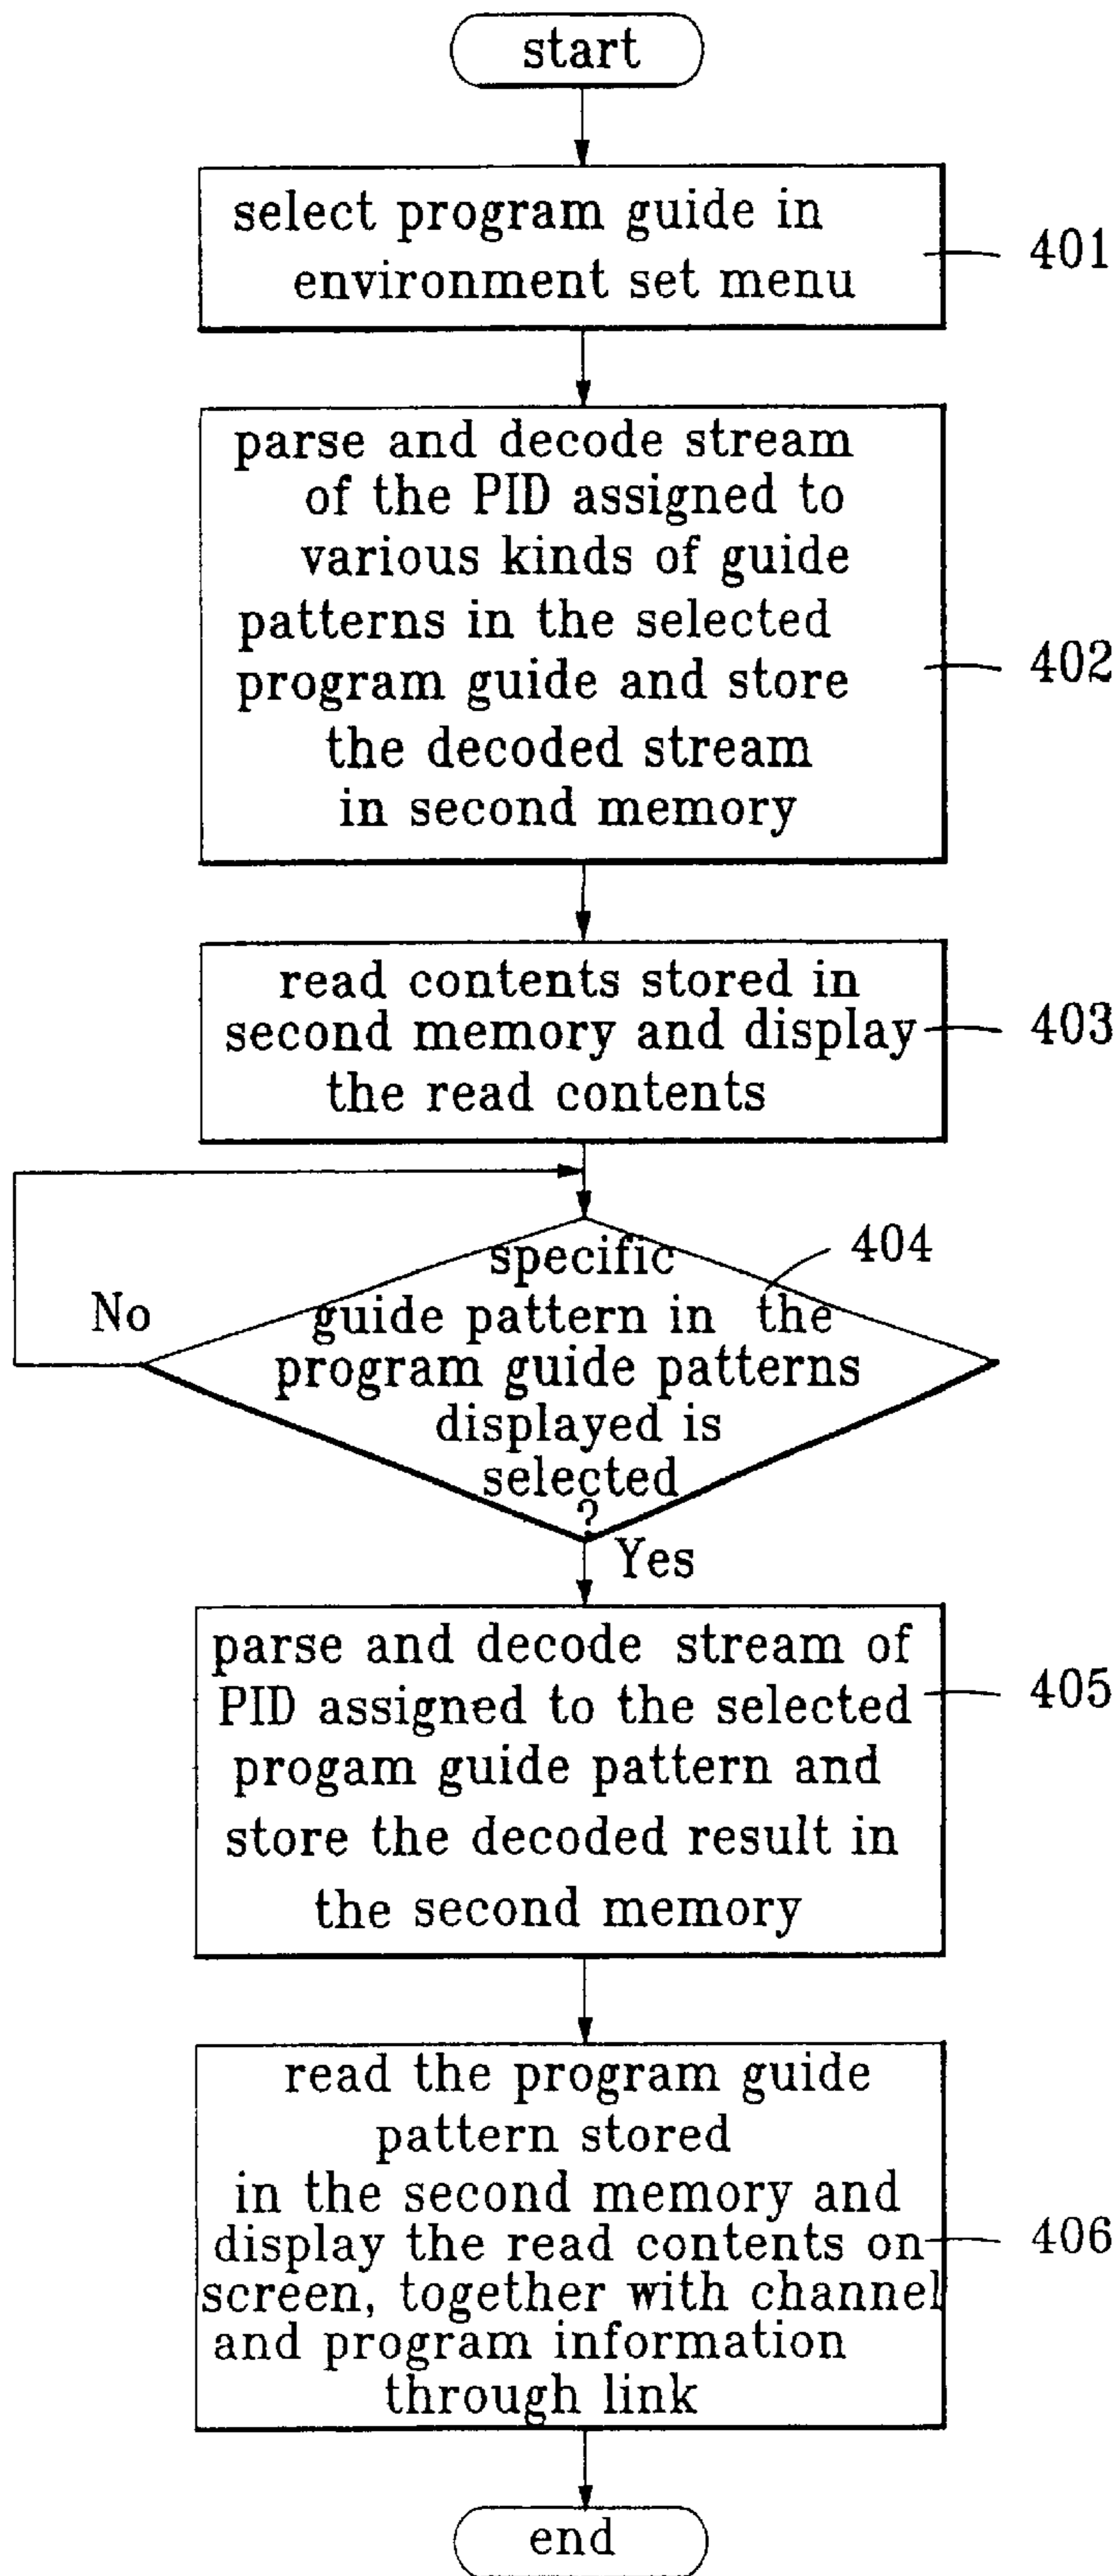 start
select program guide in
environment set menu
401
parse and decode stream
of the PID assigned to
various kinds of guide
patterns in the selected
program guide and store
the decoded stream
in second memory
402
read contents stored in
second memory and display
the read contents
403
specific
guide pattern in the
program guide patterns
displayed is
selected
?
404
No
Yes
parse and decode stream of
PID assigned to the selected
progam guide pattern and
store the decoded result in
the second memory
405
read the program guide
pattern stored
in the second memory and
display the read contents on
screen, together with channel
and program information
through link
406
end